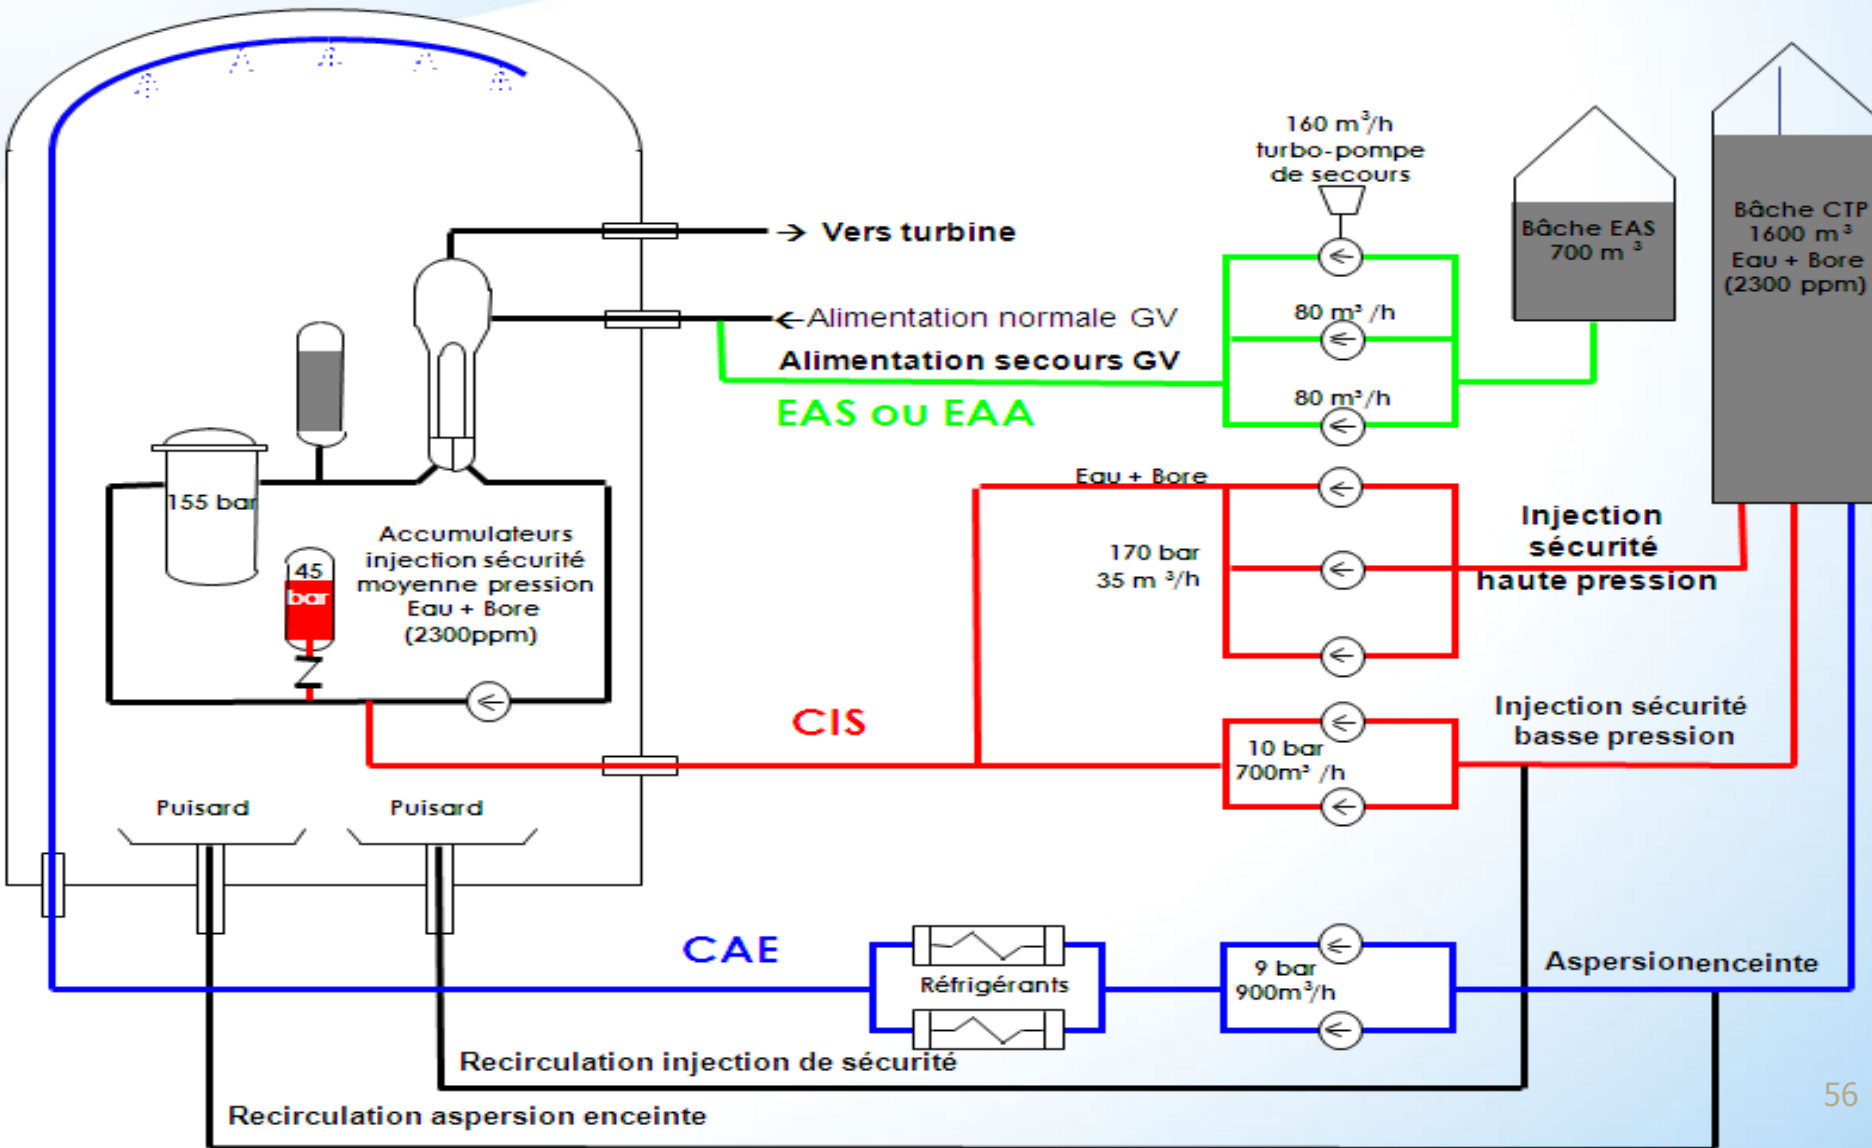 160 m³/h
turbo-pompe
de secours
Bâche EAS
700 m ³
Bâche CTP
1600 m³
Eau + Bore
(2300 ppm)
→ Vers turbine
←Alimentation normale GV
Alimentation secours GV
EAS ou EAA
80 m³ /h
80 m³/h
155 bar
Accumulateurs
injection sécurité
moyenne pression
Eau + Bore
(2300ppm)
45
bar
Eau + Bore
170 bar
35 m ³/h
Injection
sécurité
haute pression
CIS
10 bar
700m³ /h
Injection sécurité
basse pression
Puisard
Puisard
CAE
Réfrigérants
9 bar
900m³/h
Aspersionenceinte
Recirculation injection de sécurité
Recirculation aspersion enceinte
56